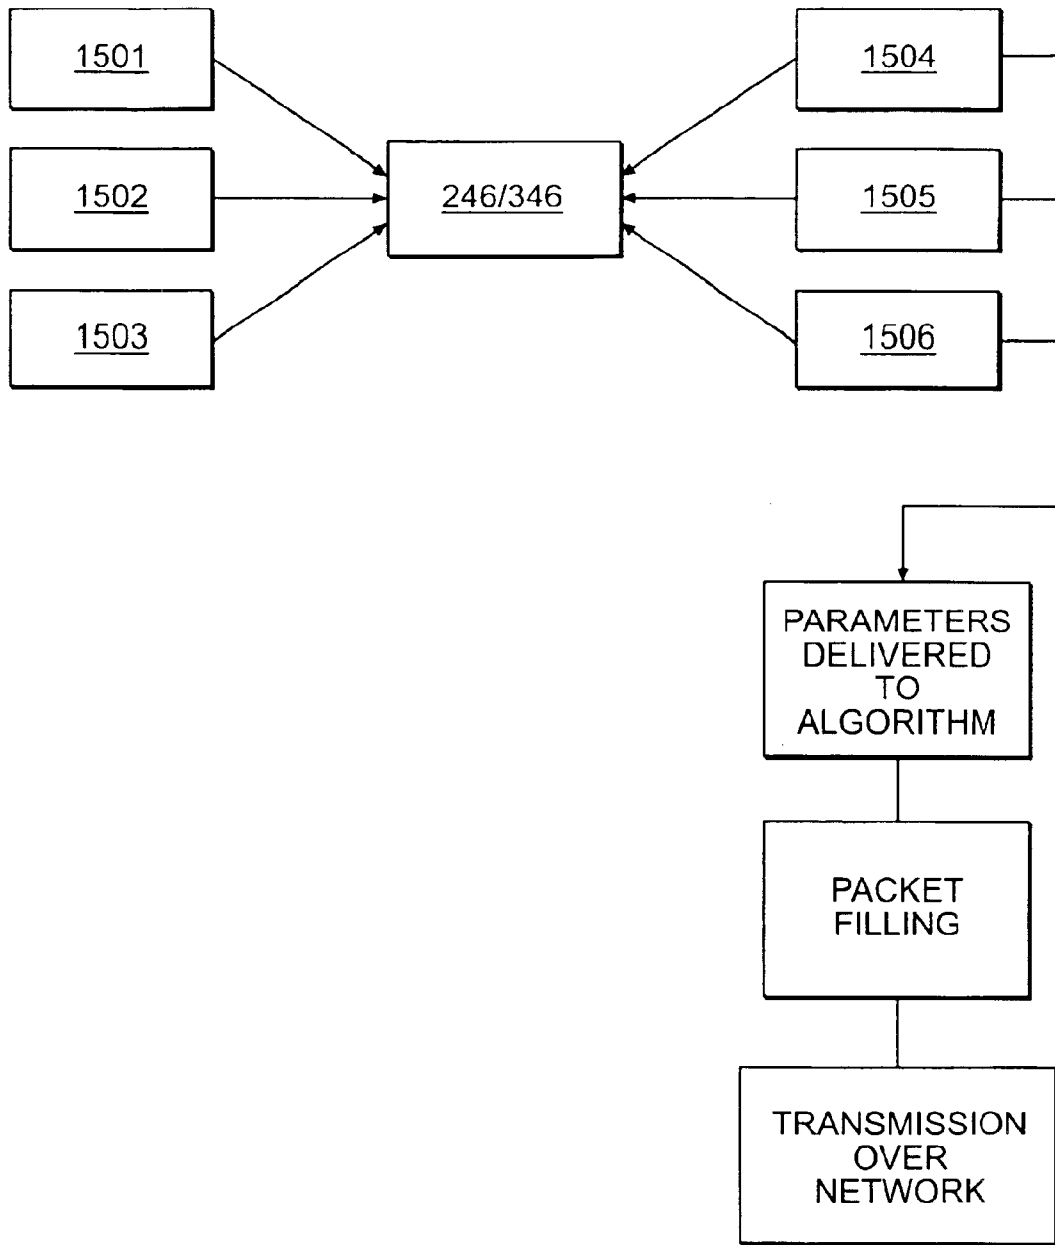 1501
1504
246/346
1502
1505
1503
1506
PARAMETERS
DELIVERED
TO
ALGORITHM
PACKET
FILLING
TRANSMISSION
OVER
NETWORK